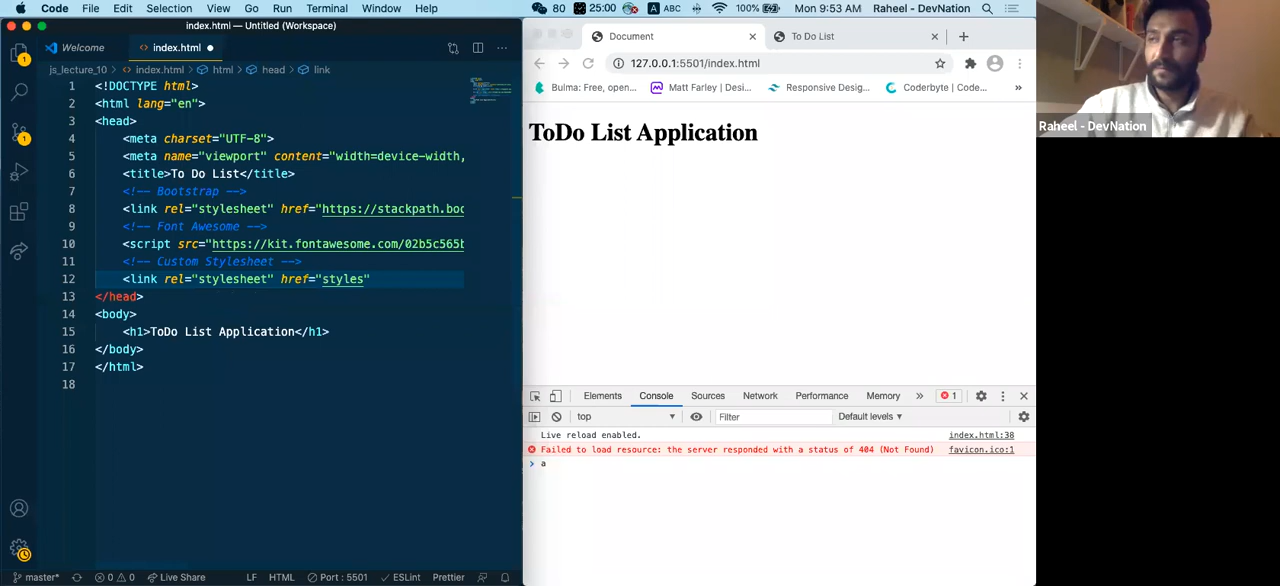 Code File Edit Selection View Go Run Terminal Window Help 80 25:00 A ABC 100% Mon 9:53 AM Raheel - DevNation
index.html — Untitled (Workspace)
Welcome <> index.html
js_lecture_10 > <> index.html > html > head > link
1 <!DOCTYPE html>
2 <html lang="en">
3 <head>
4 <meta charset="UTF-8">
5 <meta name="viewport" content="width=device-width,
6 <title>To Do List</title>
7 <!-- Bootstrap -->
8 <link rel="stylesheet" href="https://stackpath.boo
9 <!-- Font Awesome -->
10 <script src="https://kit.fontawesome.com/02b5c565b
11 <!-- Custom Stylesheet -->
12 <link rel="stylesheet" href="styles"
13 </head>
14 <body>
15 <h1>ToDo List Application</h1>
16 </body>
17 </html>
18
1
1
master* 0 0 Live Share LF HTML Port : 5501 ESLint Prettier
Document To Do List
127.0.0.1:5501/index.html
Bulma: Free, open... Matt Farley | Desi... Responsive Desig... Coderbyte | Code... »
ToDo List Application
Elements Console Sources Network Performance Memory » 1
top Filter Default levels
Live reload enabled. index.html:38
Failed to load resource: the server responded with a status of 404 (Not Found) favicon.ico:1
> a
Raheel - DevNation